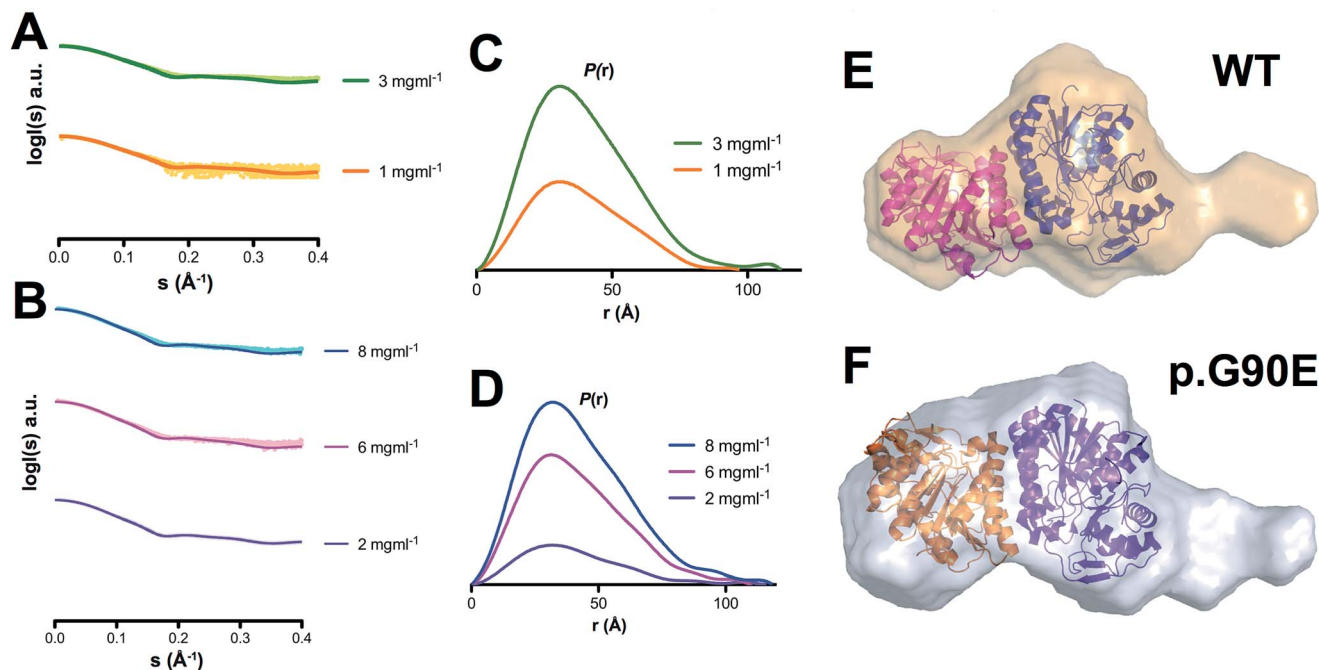 A
logI(s) a.u.
3 mgml⁻¹
1 mgml⁻¹
0.0 0.1 0.2 0.3 0.4
s (Å⁻¹)
B
logI(s) a.u.
8 mgml⁻¹
6 mgml⁻¹
2 mgml⁻¹
0.0 0.1 0.2 0.3 0.4
s (Å⁻¹)
C
P(r)
3 mgml⁻¹
1 mgml⁻¹
0 50 100
r (Å)
D
P(r)
8 mgml⁻¹
6 mgml⁻¹
2 mgml⁻¹
0 50 100
r (Å)
E
WT
F
p.G90E